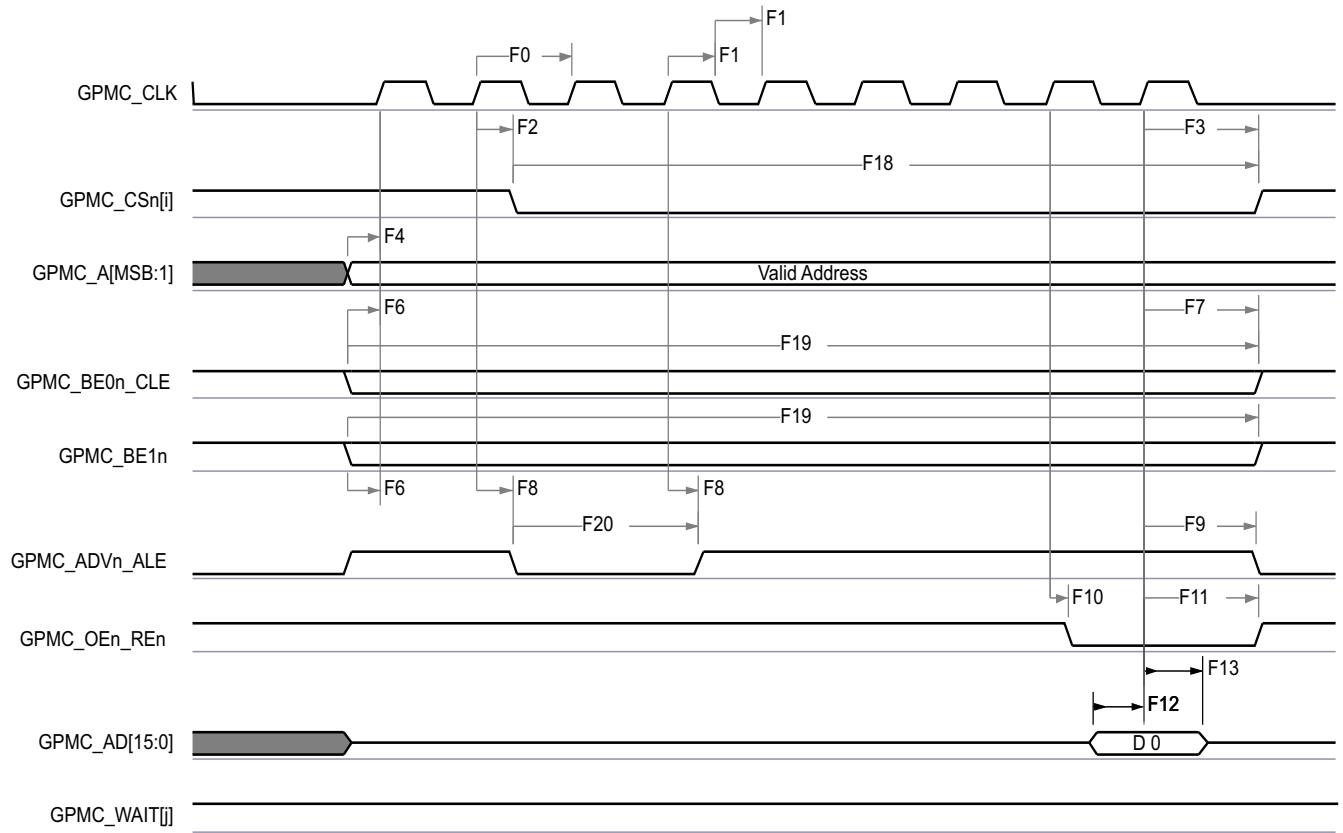 F1
F0
F1
GPMC_CLK
F2
F3
F18
GPMC_CSn[i]
F4
GPMC_A[MSB:1]
Valid Address
F6
F7
F19
GPMC_BE0n_CLE
F19
GPMC_BE1n
F6
F8
F8
F20
F9
GPMC_ADVn_ALE
F10
F11
GPMC_OEn_REn
F13
F12
GPMC_AD[15:0]
D 0
GPMC_WAIT[j]